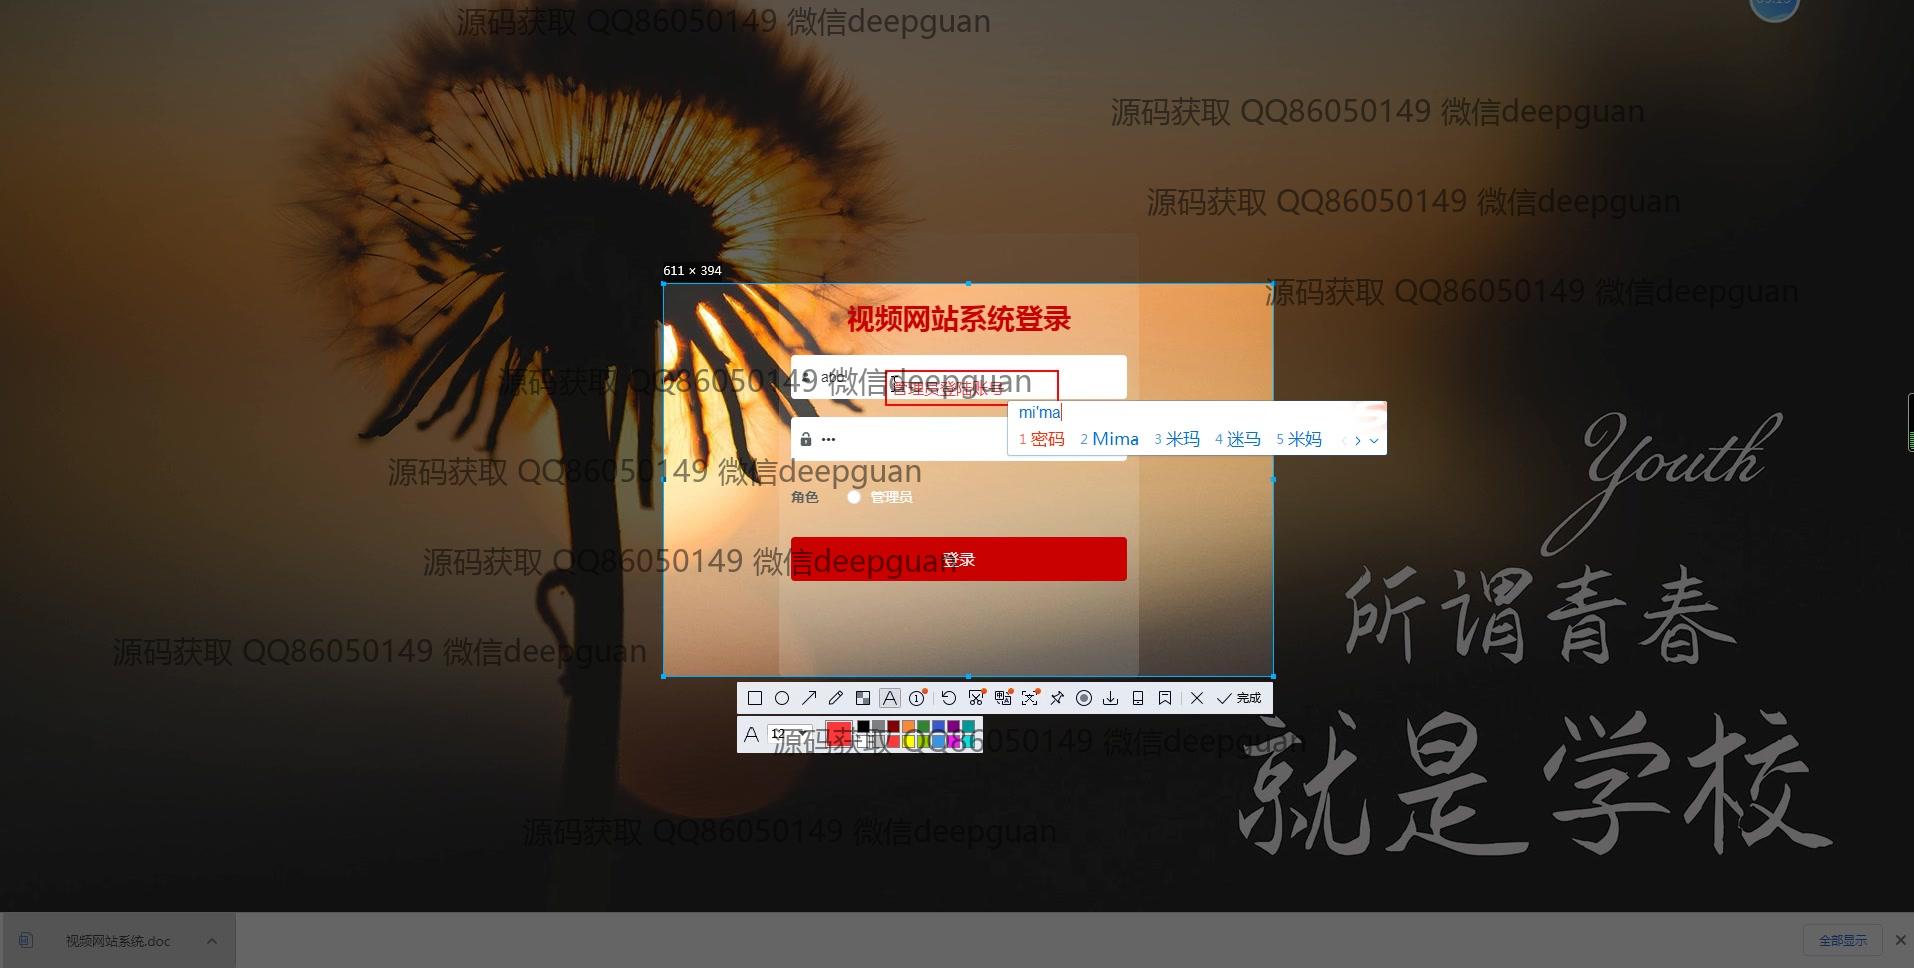 源码获取 QQ86050149 微信deepguan
源码获取 QQ86050149 微信deepguan
源码获取 QQ86050149 微信deepguan
611 × 394
源码获取 QQ86050149 微信deepguan
视频网站系统登录
源码获取 QQ86050149 微信deepguan
管理员登陆账号
mi'ma
1 密码 2 Mima 3 米玛 4 迷马 5 米妈
•••
源码获取 QQ86050149 微信deepguan
Youth
角色 管理员
源码获取 QQ86050149 微信deepguan
登录
所谓青春
源码获取 QQ86050149 微信deepguan
完成
12
源码获取 QQ86050149 微信deepguan
就是学校
源码获取 QQ86050149 微信deepguan
视频网站系统.doc
全部显示